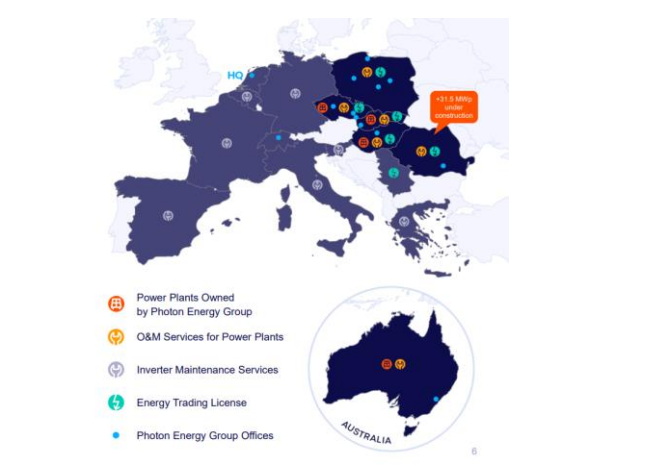 HQ
+31.5 MWp
under
construction
Power Plants Owned
by Photon Energy Group
O&M Services for Power Plants
Inverter Maintenance Services
Energy Trading License
Photon Energy Group Offices
AUSTRALIA
6